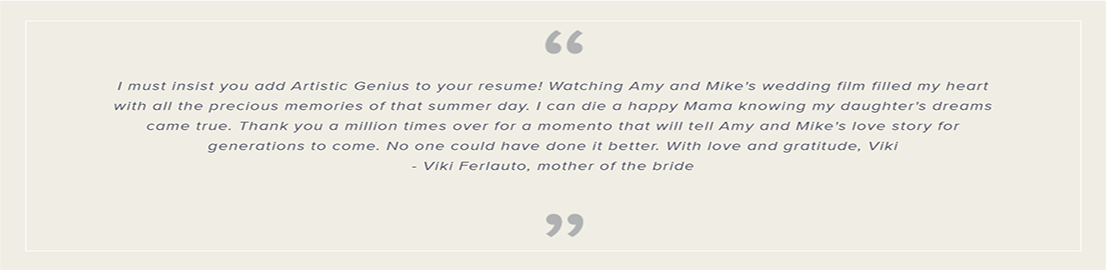 “
I must insist you add Artistic Genius to your resume! Watching Amy and Mike's wedding film filled my heart
with all the precious memories of that summer day. I can die a happy Mama knowing my daughter's dreams
came true. Thank you a million times over for a momento that will tell Amy and Mike's love story for
generations to come. No one could have done it better. With love and gratitude, Viki
- Viki Ferlauto, mother of the bride
”